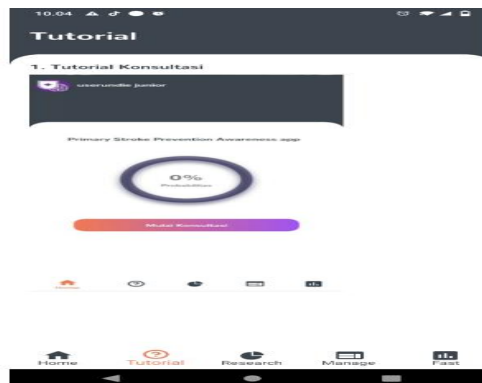 10.04
Tutorial
1. Tutorial Konsultasi
userundie junior
Primary Stroke Prevention Awareness app
0%
Probabilitas
Mulai Konsultasi
Home
Home Tutorial Research Manage Fast